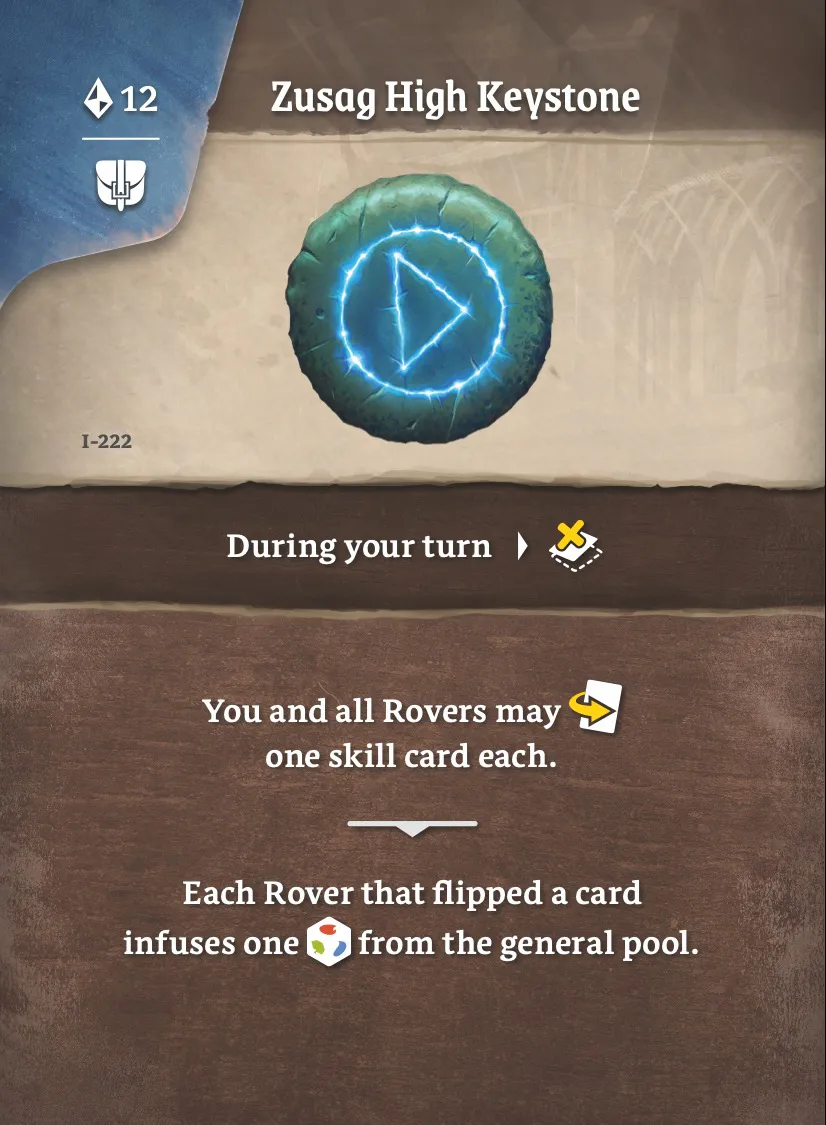 12
Zusag High Keystone
I-222
During your turn
You and all Rovers may
one skill card each.
Each Rover that flipped a card
infuses one from the general pool.